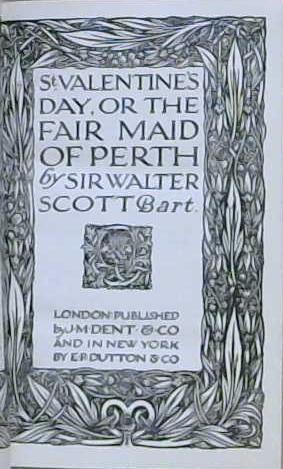 St. VALENTINE'S
DAY, OR THE
FAIR MAID
OF PERTH
by SIR WALTER
SCOTT Bart.
LONDON: PUBLISHED
by J·M·DENT·&·CO
AND IN NEW YORK
BY E·P·DUTTON & CO